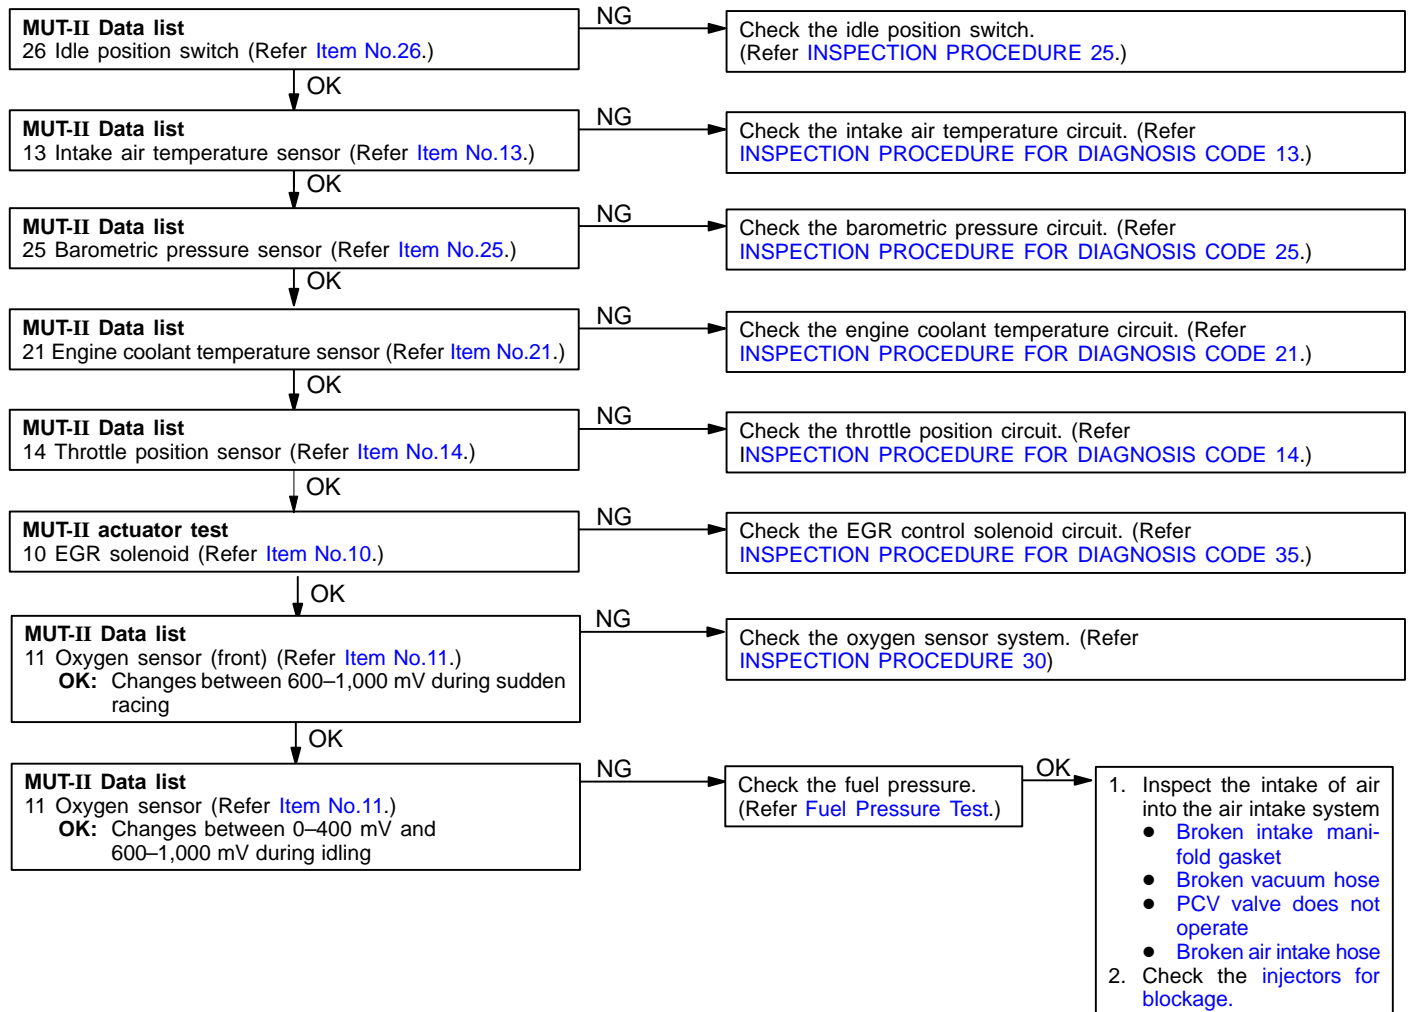 MUT-II Data list
26 Idle position switch (Refer Item No.26.)
NG
Check the idle position switch.
(Refer INSPECTION PROCEDURE 25.)
OK
MUT-II Data list
13 Intake air temperature sensor (Refer Item No.13.)
NG
Check the intake air temperature circuit. (Refer
INSPECTION PROCEDURE FOR DIAGNOSIS CODE 13.)
OK
MUT-II Data list
25 Barometric pressure sensor (Refer Item No.25.)
NG
Check the barometric pressure circuit. (Refer
INSPECTION PROCEDURE FOR DIAGNOSIS CODE 25.)
OK
MUT-II Data list
21 Engine coolant temperature sensor (Refer Item No.21.)
NG
Check the engine coolant temperature circuit. (Refer
INSPECTION PROCEDURE FOR DIAGNOSIS CODE 21.)
OK
MUT-II Data list
14 Throttle position sensor (Refer Item No.14.)
NG
Check the throttle position circuit. (Refer
INSPECTION PROCEDURE FOR DIAGNOSIS CODE 14.)
OK
MUT-II actuator test
10 EGR solenoid (Refer Item No.10.)
NG
Check the EGR control solenoid circuit. (Refer
INSPECTION PROCEDURE FOR DIAGNOSIS CODE 35.)
OK
MUT-II Data list
11 Oxygen sensor (front) (Refer Item No.11.)
OK: Changes between 600–1,000 mV during sudden
racing
NG
Check the oxygen sensor system. (Refer
INSPECTION PROCEDURE 30)
OK
MUT-II Data list
11 Oxygen sensor (Refer Item No.11.)
OK: Changes between 0–400 mV and
600–1,000 mV during idling
NG
Check the fuel pressure.
(Refer Fuel Pressure Test.)
OK
1. Inspect the intake of air
into the air intake system
● Broken intake mani-
fold gasket
● Broken vacuum hose
● PCV valve does not
operate
● Broken air intake hose
2. Check the injectors for
blockage.